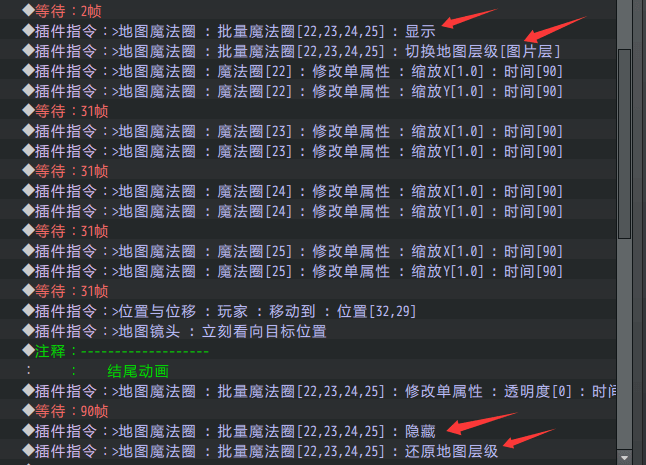 ◆等待：2帧
◆插件指令：>地图魔法圈 : 批量魔法圈[22,23,24,25] : 显示
◆插件指令：>地图魔法圈 : 批量魔法圈[22,23,24,25] : 切换地图层级[图片层]
◆插件指令：>地图魔法圈 : 魔法圈[22] : 修改单属性 : 缩放X[1.0] : 时间[90]
◆插件指令：>地图魔法圈 : 魔法圈[22] : 修改单属性 : 缩放Y[1.0] : 时间[90]
◆等待：31帧
◆插件指令：>地图魔法圈 : 魔法圈[23] : 修改单属性 : 缩放X[1.0] : 时间[90]
◆插件指令：>地图魔法圈 : 魔法圈[23] : 修改单属性 : 缩放Y[1.0] : 时间[90]
◆等待：31帧
◆插件指令：>地图魔法圈 : 魔法圈[24] : 修改单属性 : 缩放X[1.0] : 时间[90]
◆插件指令：>地图魔法圈 : 魔法圈[24] : 修改单属性 : 缩放Y[1.0] : 时间[90]
◆等待：31帧
◆插件指令：>地图魔法圈 : 魔法圈[25] : 修改单属性 : 缩放X[1.0] : 时间[90]
◆插件指令：>地图魔法圈 : 魔法圈[25] : 修改单属性 : 缩放Y[1.0] : 时间[90]
◆等待：31帧
◆插件指令：>位置与位移 : 玩家 : 移动到 : 位置[32,29]
◆插件指令：>地图镜头 : 立刻看向目标位置
◆注释：-------------------
：　　：　　结尾动画
◆插件指令：>地图魔法圈 : 批量魔法圈[22,23,24,25] : 修改单属性 : 透明度[0] : 时间
◆等待：90帧
◆插件指令：>地图魔法圈 : 批量魔法圈[22,23,24,25] : 隐藏
◆插件指令：>地图魔法圈 : 批量魔法圈[22,23,24,25] : 还原地图层级